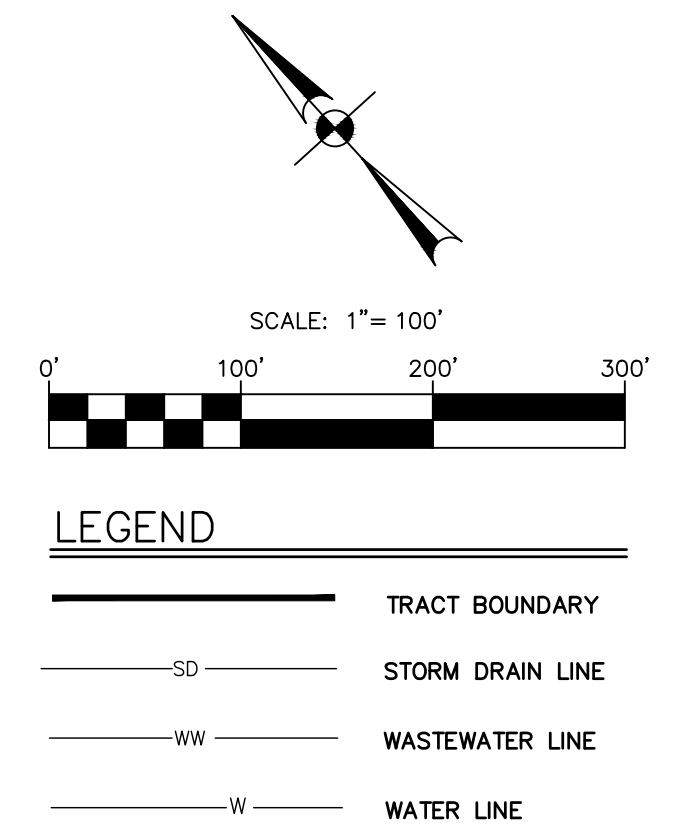 SCALE: 1"= 100'
0' 100' 200' 300'
LEGEND
TRACT BOUNDARY
SD STORM DRAIN LINE
WW WASTEWATER LINE
W WATER LINE